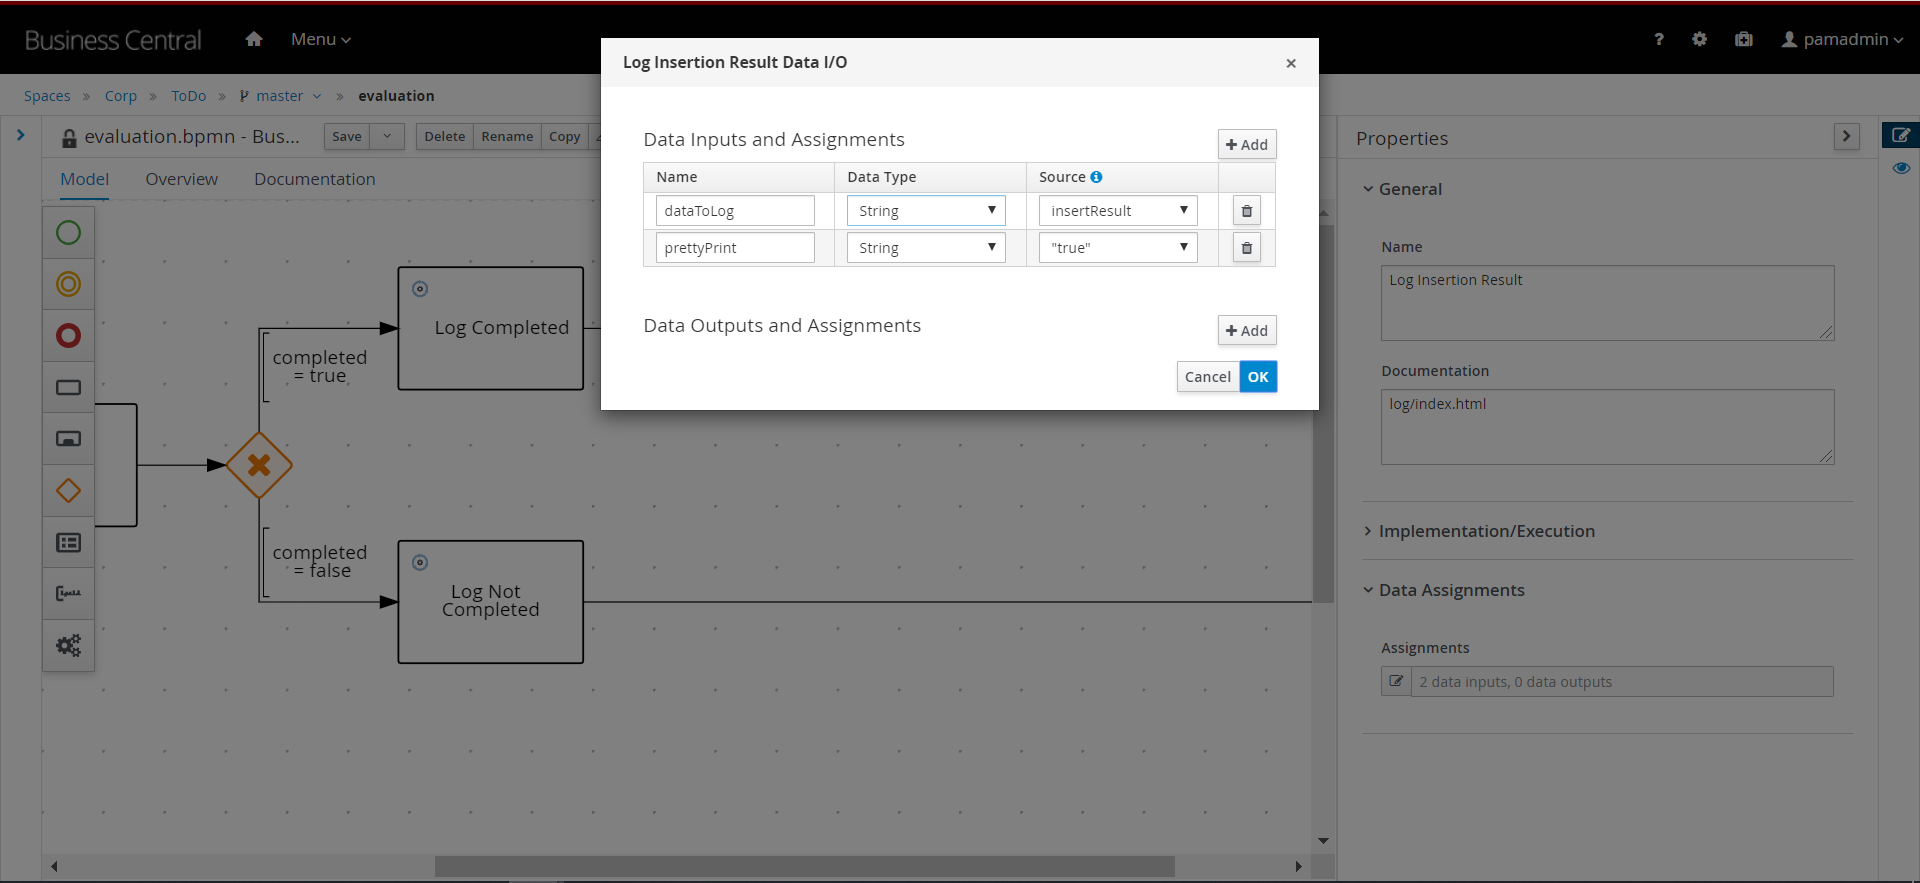 Business Central
Menu
?
pamadmin
Spaces » Corp » ToDo » master » evaluation
evaluation.bpmn - Bus...
Save
Delete
Rename
Copy
Model
Overview
Documentation
Log Completed
completed
= true
completed
= false
Log Not
Completed
Log Insertion Result Data I/O
×
Data Inputs and Assignments
+ Add
Name
Data Type
Source
dataToLog
String
insertResult
prettyPrint
String
"true"
Data Outputs and Assignments
+ Add
Cancel
OK
Properties
General
Name
Log Insertion Result
Documentation
log/index.html
Implementation/Execution
Data Assignments
Assignments
2 data inputs, 0 data outputs